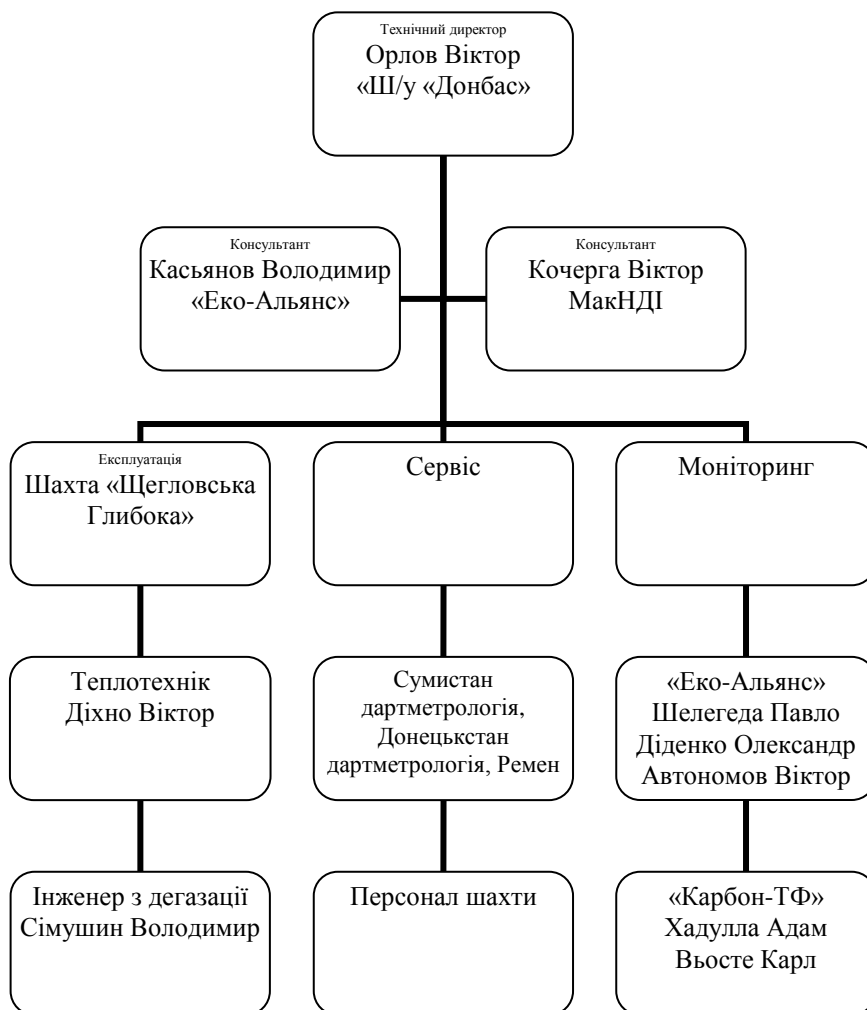 Технічний директор
Орлов Віктор
«Ш/у «Донбас»
Консультант
Касьянов Володимир
«Еко-Альянс»
Консультант
Кочерга Віктор
МакНДІ
Експлуатація
Шахта «Щегловська
Глибока»
Сервіс
Моніторинг
Теплотехнік
Діхно Віктор
Сумистан
дартметрологія,
Донецькстан
дартметрологія, Ремен
«Еко-Альянс»
Шелегеда Павло
Діденко Олександр
Автономов Віктор
Інженер з дегазації
Сімушин Володимир
Персонал шахти
«Карбон-ТФ»
Хадулла Адам
Вьосте Карл